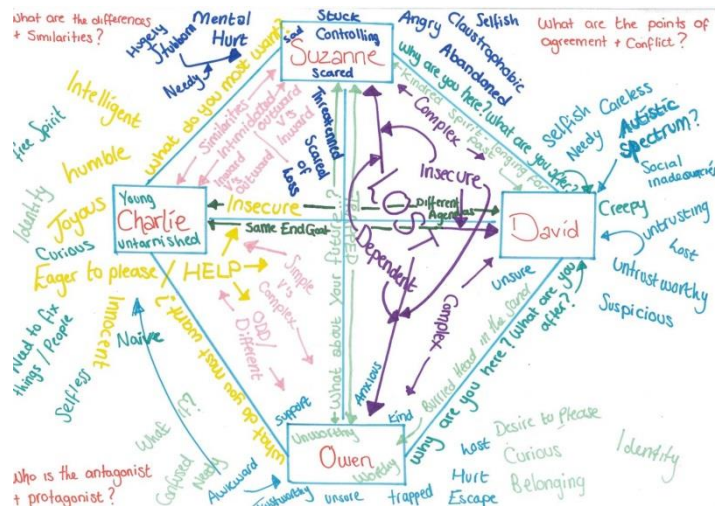 What are the differences
+ Similarities?
Hugely
Stubborn
Mental
Hurt
Needy
Stuck
Sad
Controlling
Suzanne
Scared
Angry
Selfish
Claustrophobic
Abandoned
What are the points of
agreement + Conflict?
what do you most want?
Why are you here? What are you after?
Kindred Spirit - longing for
past
Intelligent
free Spirit
humble
Identity
Joyous
Curious
Eager to please / HELP
Similarities
Intimidated
outward
V's
Inward
Inward
V's
outward
Threatened
Scared
of
Loss
Complex
Insecure
Selfish
Careless
Needy
Autistic
Spectrum?
Social
Creepy
untrusting
Lost
Untrustworthy
Suspicious
Young
Charlie
untarnished
Insecure
Different
Agendas
Same End Goal
David
LOST
Dependent
What about Your future...?
Simple
V's
Complex
ODD/
Different
Complex
unsure
Why are you here? What are you
after?
Burried Head in the Sand
Anxious
Innocent
Naive
Need to fix
things / People
Selfless
What if?
Confused
Needy
what do you most want?
Support
Kind
Unworthy
Owen
Worthy
Awkward
Trustworthy
unsure
trapped
Lost
Hurt
Escape
Desire to Please
Curious
Belonging
Identity
Who is the antagonist
+ protagonist?